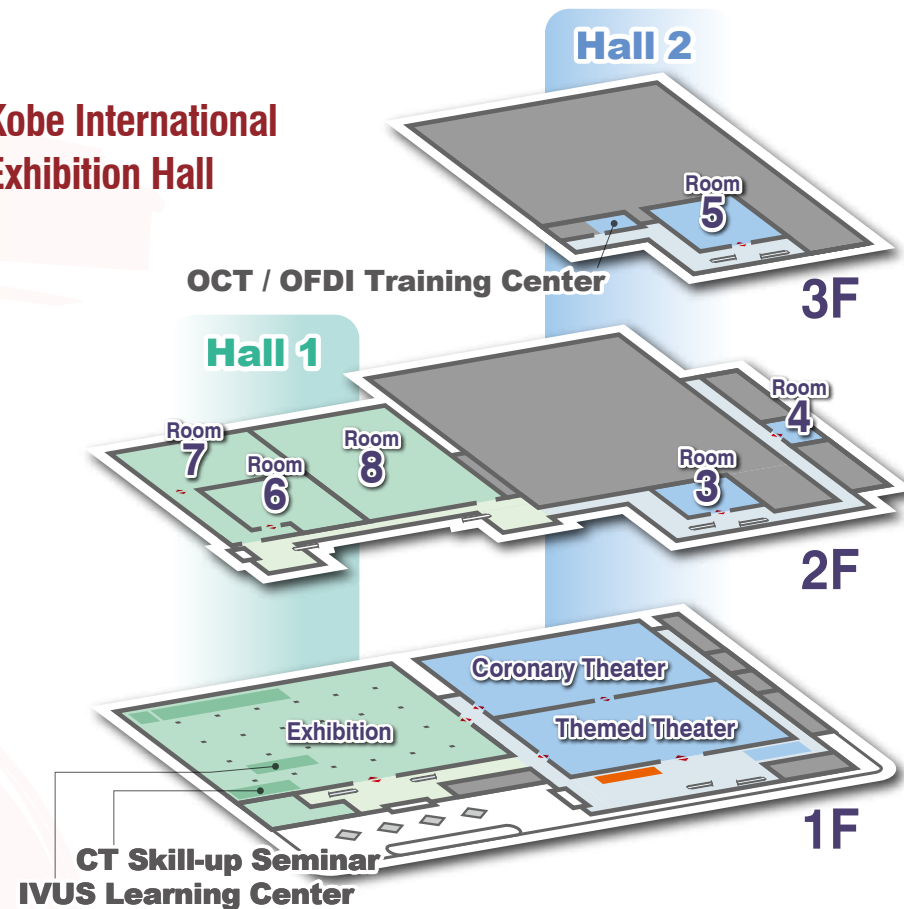 Hall 2
Kobe International
Exhibition Hall
Room
5
OCT / OFDI Training Center
3F
Hall 1
Room
4
Room
7
Room
8
Room
6
Room
3
2F
Coronary Theater
Exhibition
Themed Theater
1F
CT Skill-up Seminar
IVUS Learning Center